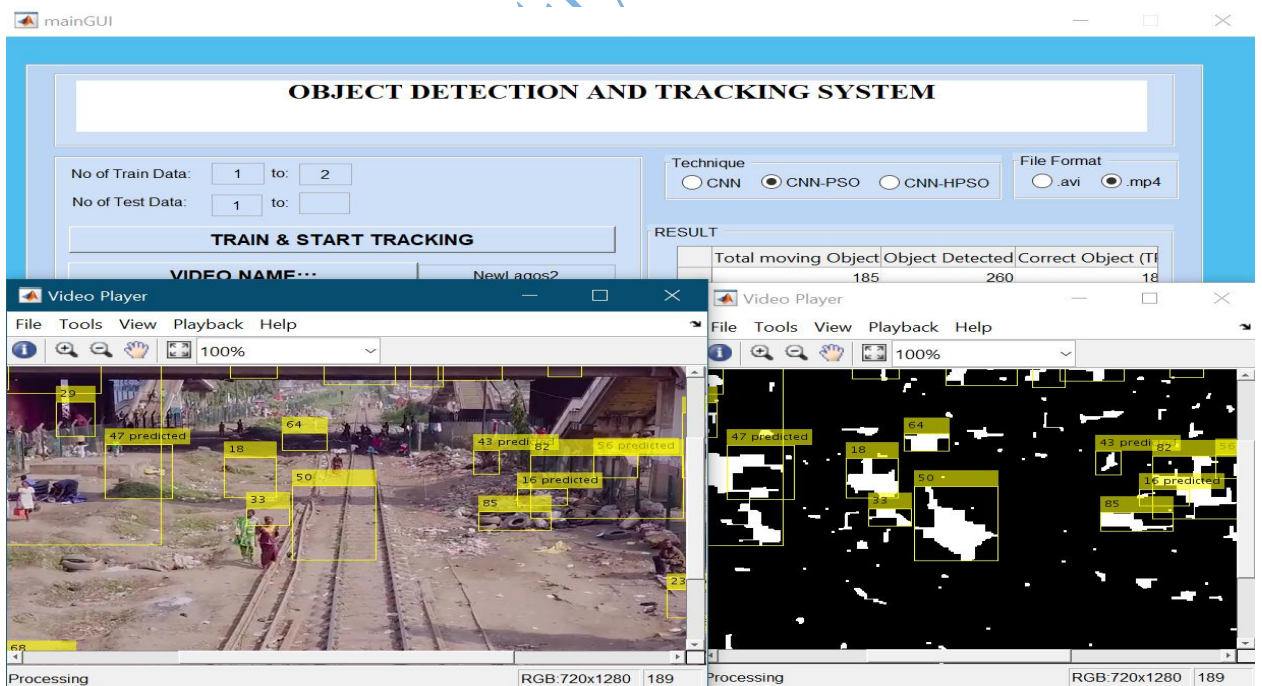 mainGUI
OBJECT DETECTION AND TRACKING SYSTEM
No of Train Data: 1 to: 2
No of Test Data: 1 to:
TRAIN & START TRACKING
VIDEO NAME... NewLagos2
Technique
CNN CNN-PSO CNN-HPSO
File Format
.avi .mp4
RESULT
Total moving Object Object Detected Correct Object (TI
185 260 18
Video Player
File Tools View Playback Help
100%
29
47 predicted
18
64
50
33
43 predi
82
56 predicted
16 predicted
85
23
68
Processing RGB:720x1280 189
Video Player
File Tools View Playback Help
100%
47 predicted
18
64
50
33
43 predi
82
56
16 predicted
85
Processing RGB:720x1280 189